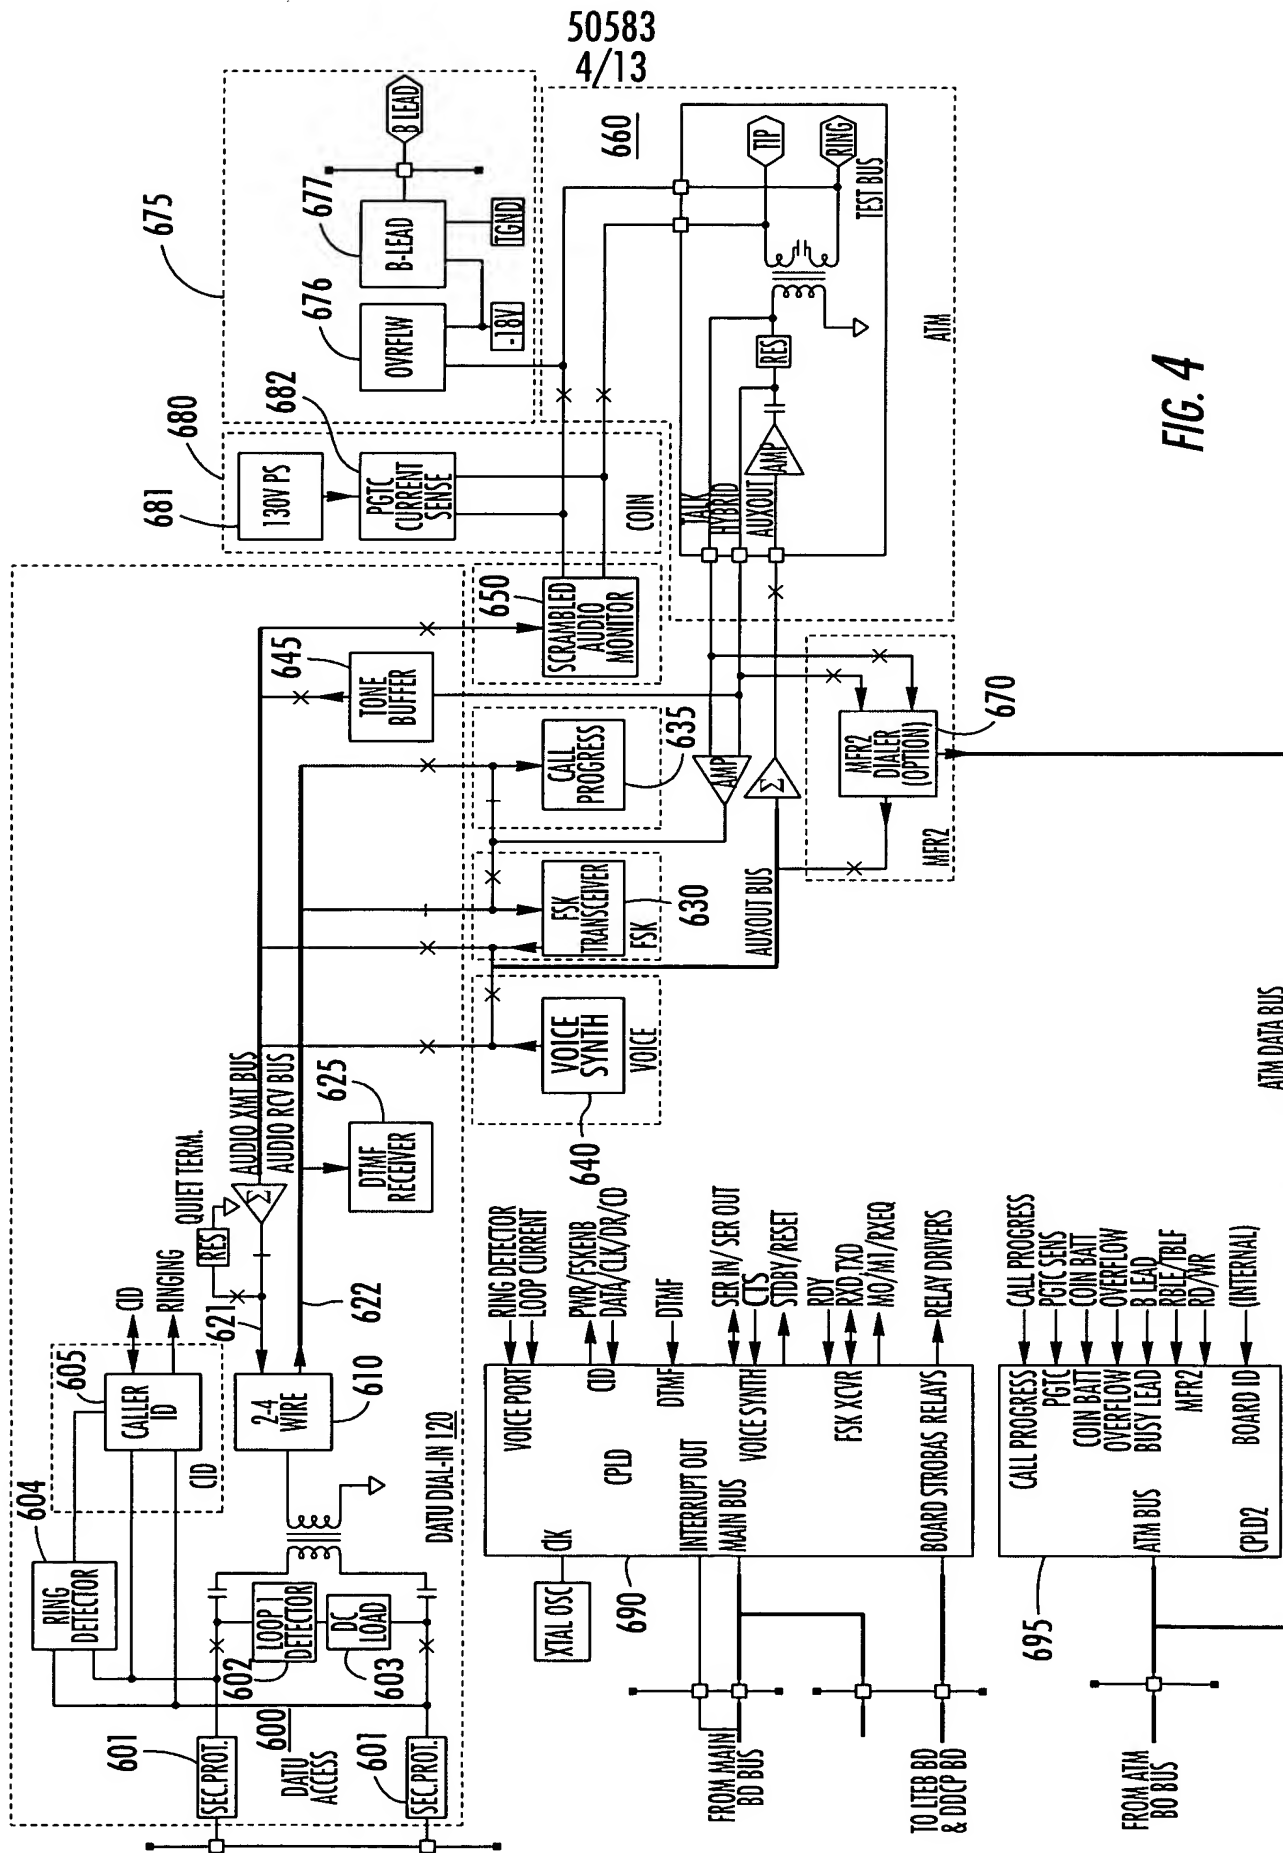 50583
4/13
675
677
676
680
682
681
B LEAD
B-LEAD
TGND
OVRFLW
-18V
130V PS
PGTC
CURRENT
SENSE
COIN
660
TIP
RING
TEST BUS
RES
AMP
TALK
HYBRID
AUXOUT
ATM
650
SCRAMBLED
AUDIO
MONITOR
645
TONE
BUFFER
635
CALL
PROGRESS
AMP
Σ
670
MFR2
DIALER
(OPTION)
MFR2
630
FSK
TRANSCEIVER
FSK
AUXOUT BUS
VOICE
SYNTH
VOICE
640
AUDIO XMT BUS
AUDIO RCV BUS
625
DTMF
RECEIVER
QUIET TERM.
RES
Σ
621
622
CID
RINGING
605
CALLER
ID
CID
2-4
WIRE
610
604
RING
DETECTOR
DATU DIAL-IN 120
LOOP 1
DETECTOR
DC
LOAD
602
603
601
SEC.PROT.
600
DATU
ACCESS
601
SEC.PROT.
RING DETECTOR
LOOP CURRENT
PWR/FSKENB
DATA/CLK/DR/CD
DTMF
SER IN/SER OUT
CTS
STDBY/RESET
RDY
RXD TXD
MO/M1/RXEQ
RELAY DRIVERS
VOICE PORT
CID
DTMF
VOICE SYNTH
FSK XCVR
BOARD STROBAS RELAYS
CPLD
CLK
INTERRUPT OUT
MAIN BUS
XTAL OSC
690
FROM MAIN
BD BUS
TO LTEB BD
& DDCP BD
CALL PROGRESS
PGTC SENS
COIN BATT
OVERFLOW
B LEAD
RBLE/TBLF
RD/WR
(INTERNAL)
CALL PROGRESS
PGTC
COIN BATT
OVERFLOW
BUSY LEAD
MFR2
BOARD ID
ATM BUS
CPLD2
695
FROM ATM
BO BUS
ATM DATA BUS
FIG. 4